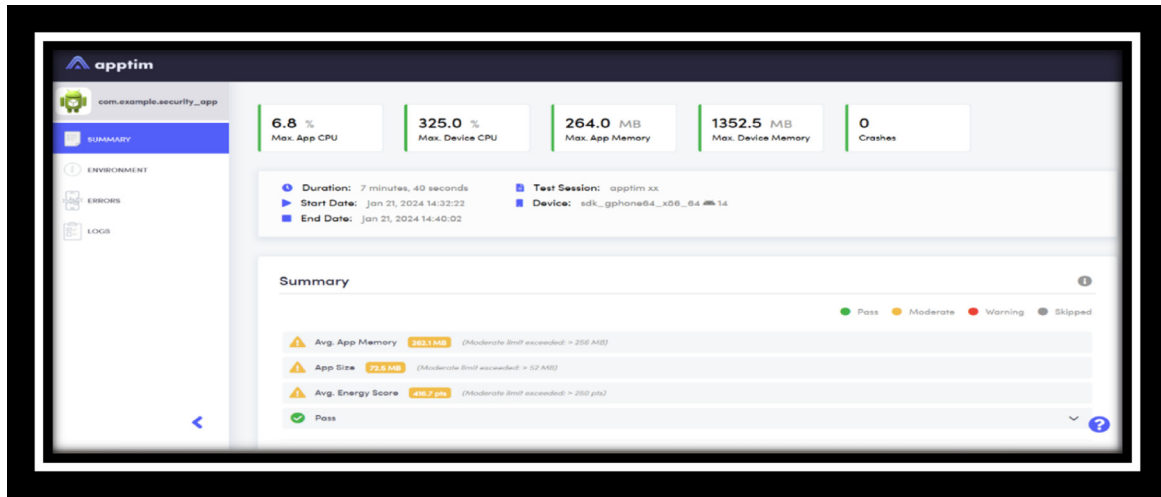 apptim
com.example.security_app
SUMMARY
ENVIRONMENT
ERRORS
LOGS
6.8 %
Max. App CPU
325.0 %
Max. Device CPU
264.0 MB
Max. App Memory
1352.5 MB
Max. Device Memory
0
Crashes
Duration: 7 minutes, 40 seconds
Test Session: apptim xx
Start Date: Jan 21, 2024 14:32:22
Device: sdk_gphone64_x86_64 14
End Date: Jan 21, 2024 14:40:02
Summary
Pass Moderate Warning Skipped
Avg. App Memory 262.1 MB (Moderate limit exceeded: > 256 MB)
App Size 72.5 MB (Moderate limit exceeded: > 52 MB)
Avg. Energy Score (Moderate limit exceeded: > 250 pts)
Pass